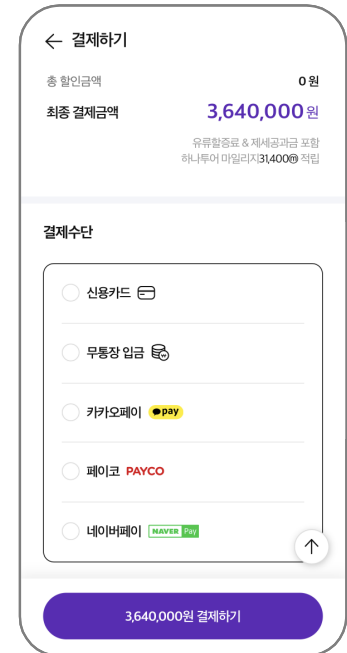 결제하기
총 할인금액 0원
최종 결제금액 3,640,000원
유류할증료 & 제세공과금 포함
하나투어 마일리지31,400ⓜ 적립
결제수단
신용카드
무통장 입금
카카오페이 pay
페이코 PAYCO
네이버페이 NAVER Pay
3,640,000원 결제하기